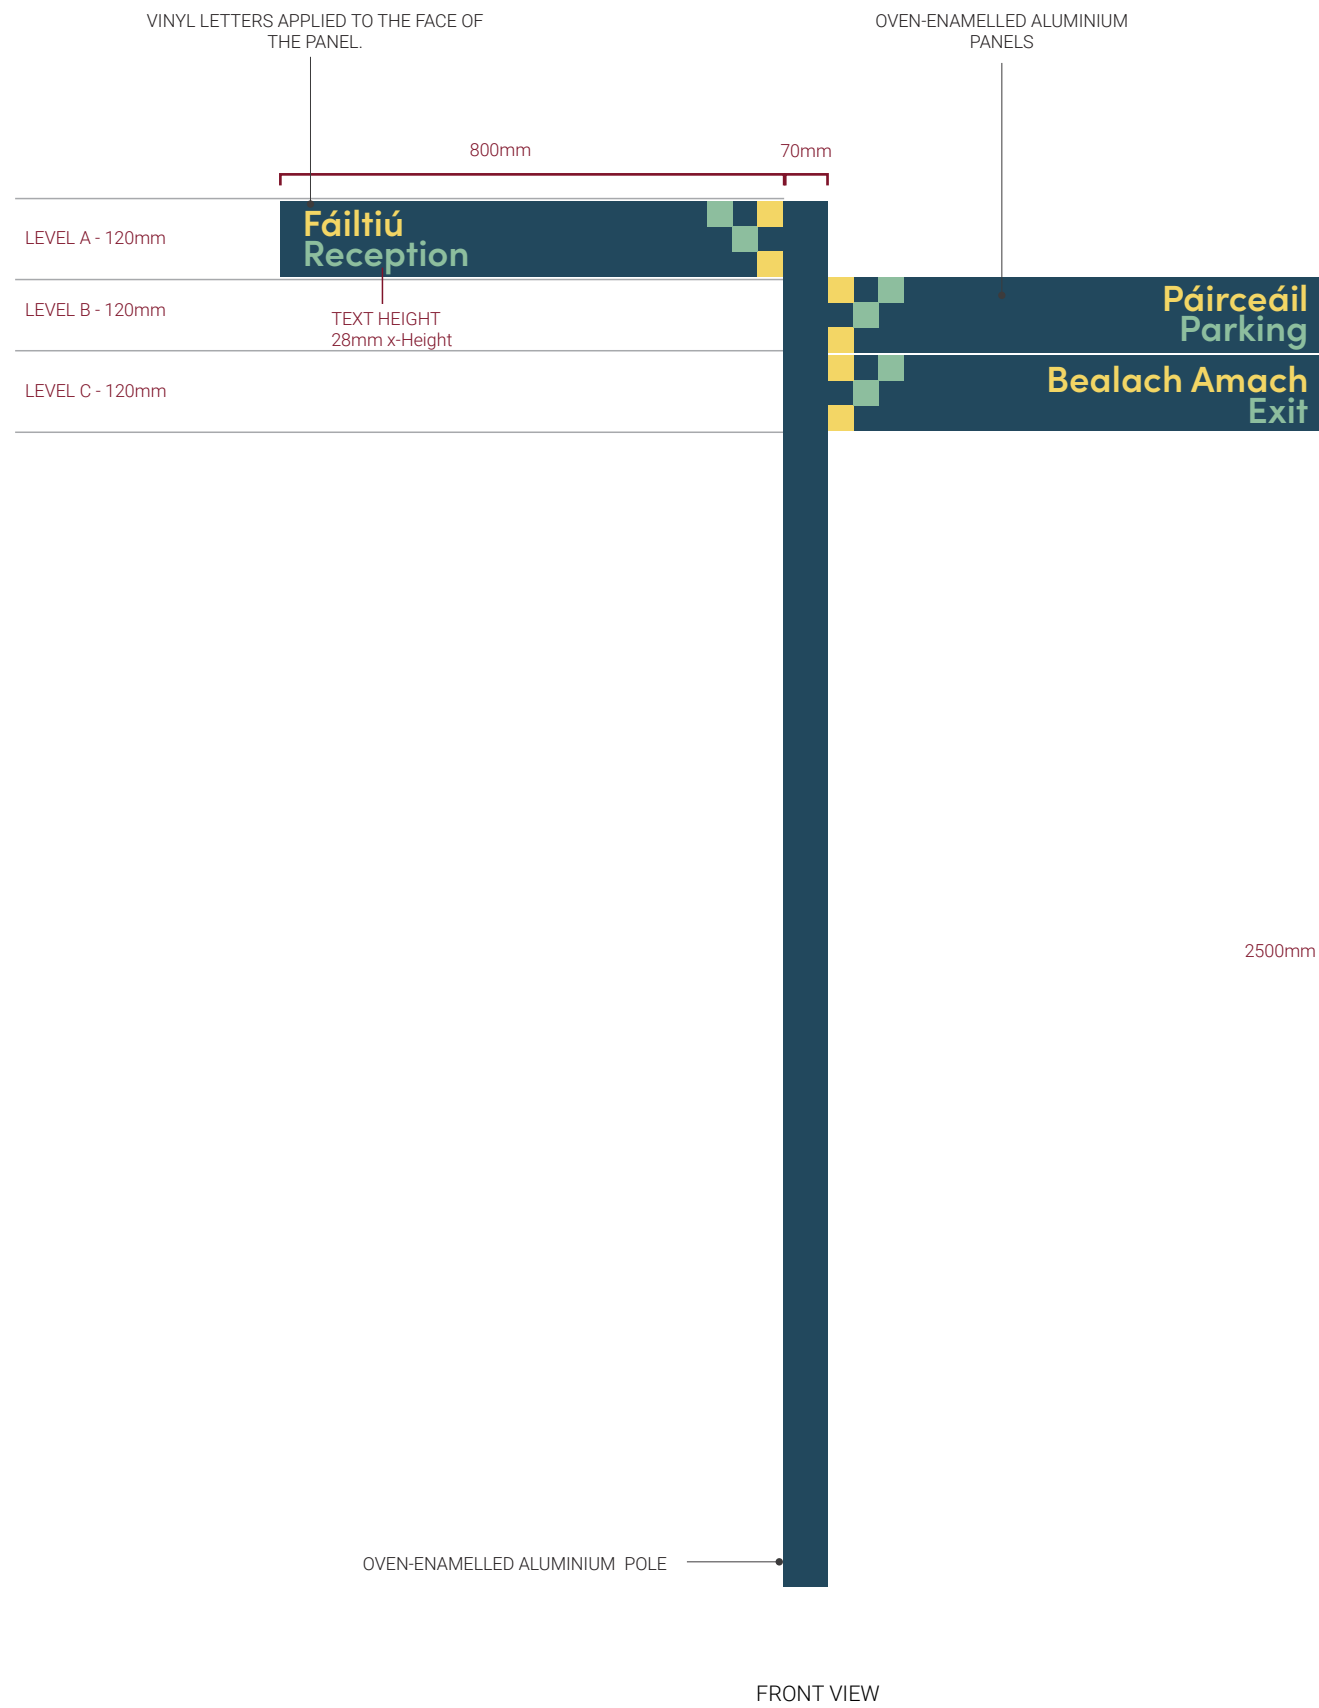 VINYL LETTERS APPLIED TO THE FACE OF
THE PANEL.
OVEN-ENAMELLED ALUMINIUM
PANELS
800mm
70mm
LEVEL A - 120mm
Fáiltiú
Reception
LEVEL B - 120mm
TEXT HEIGHT
28mm x-Height
Páirceáil
Parking
LEVEL C - 120mm
Bealach Amach
Exit
2500mm
OVEN-ENAMELLED ALUMINIUM POLE
FRONT VIEW